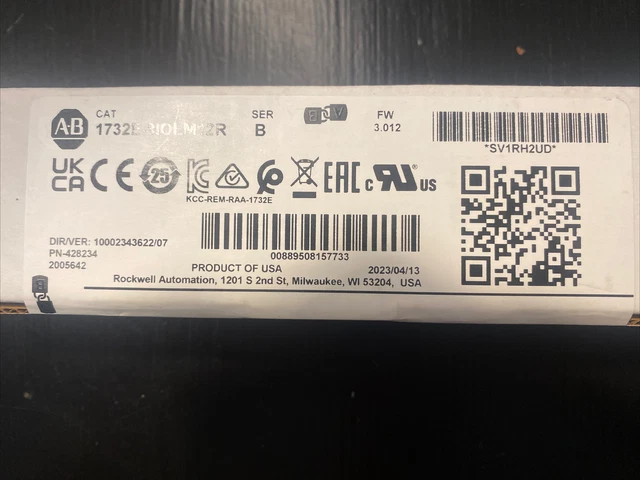 AB
CAT
SER
FW
B
3.012
*SV1RH2UD*
UK CA CE 25 EAC c UL US
KCC-REM-RAA-1732E
DIR/VER: 10002343622/07
PN-428234
2005642
00889508157733
PRODUCT OF USA 2023/04/13
Rockwell Automation, 1201 S 2nd St, Milwaukee, WI 53204, USA